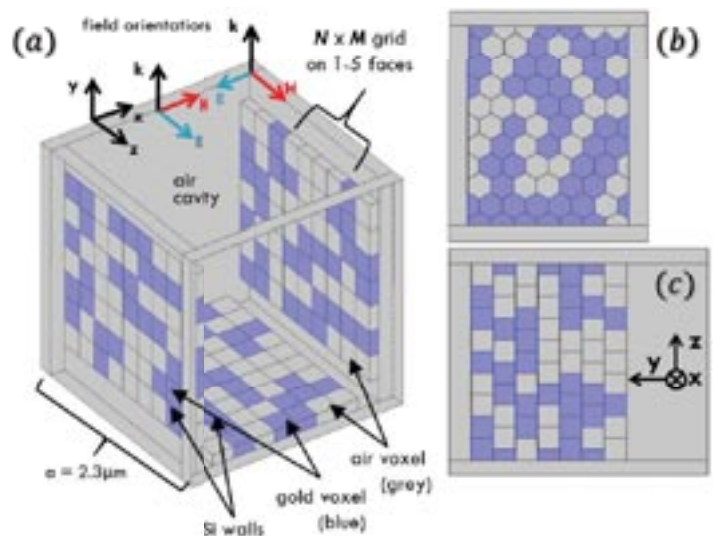 (a)
field orientations
k
N x M grid
on 1-5 faces
y
k
x
z
H
E
E
H
air
cavity
a = 2.3μm
Si walls
gold voxel
(blue)
air voxel
(grey)
(b)
(c)
z
y
x